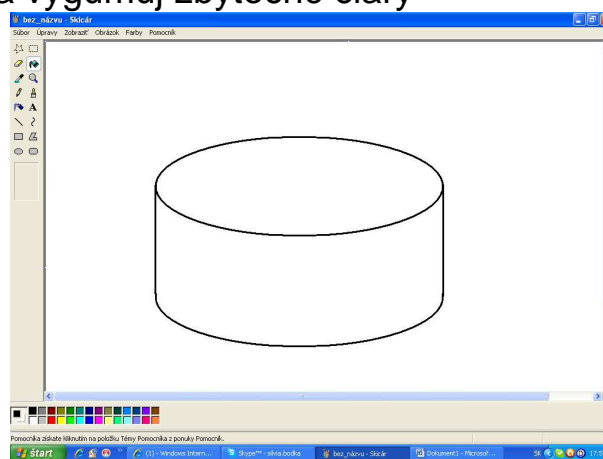 a vygumuj zbytočné čiary
bez_názvu - Skicár
Súbor Úpravy Zobraziť Obrázok Farby Pomocník
A
Pomocníka získate kliknutím na položku Témy Pomocníka z ponuky Pomocník.
štart (1) - Windows Intern... Skype™ - silvia.bodka bez_názvu - Skicár Dokument1 - Microsof... SK